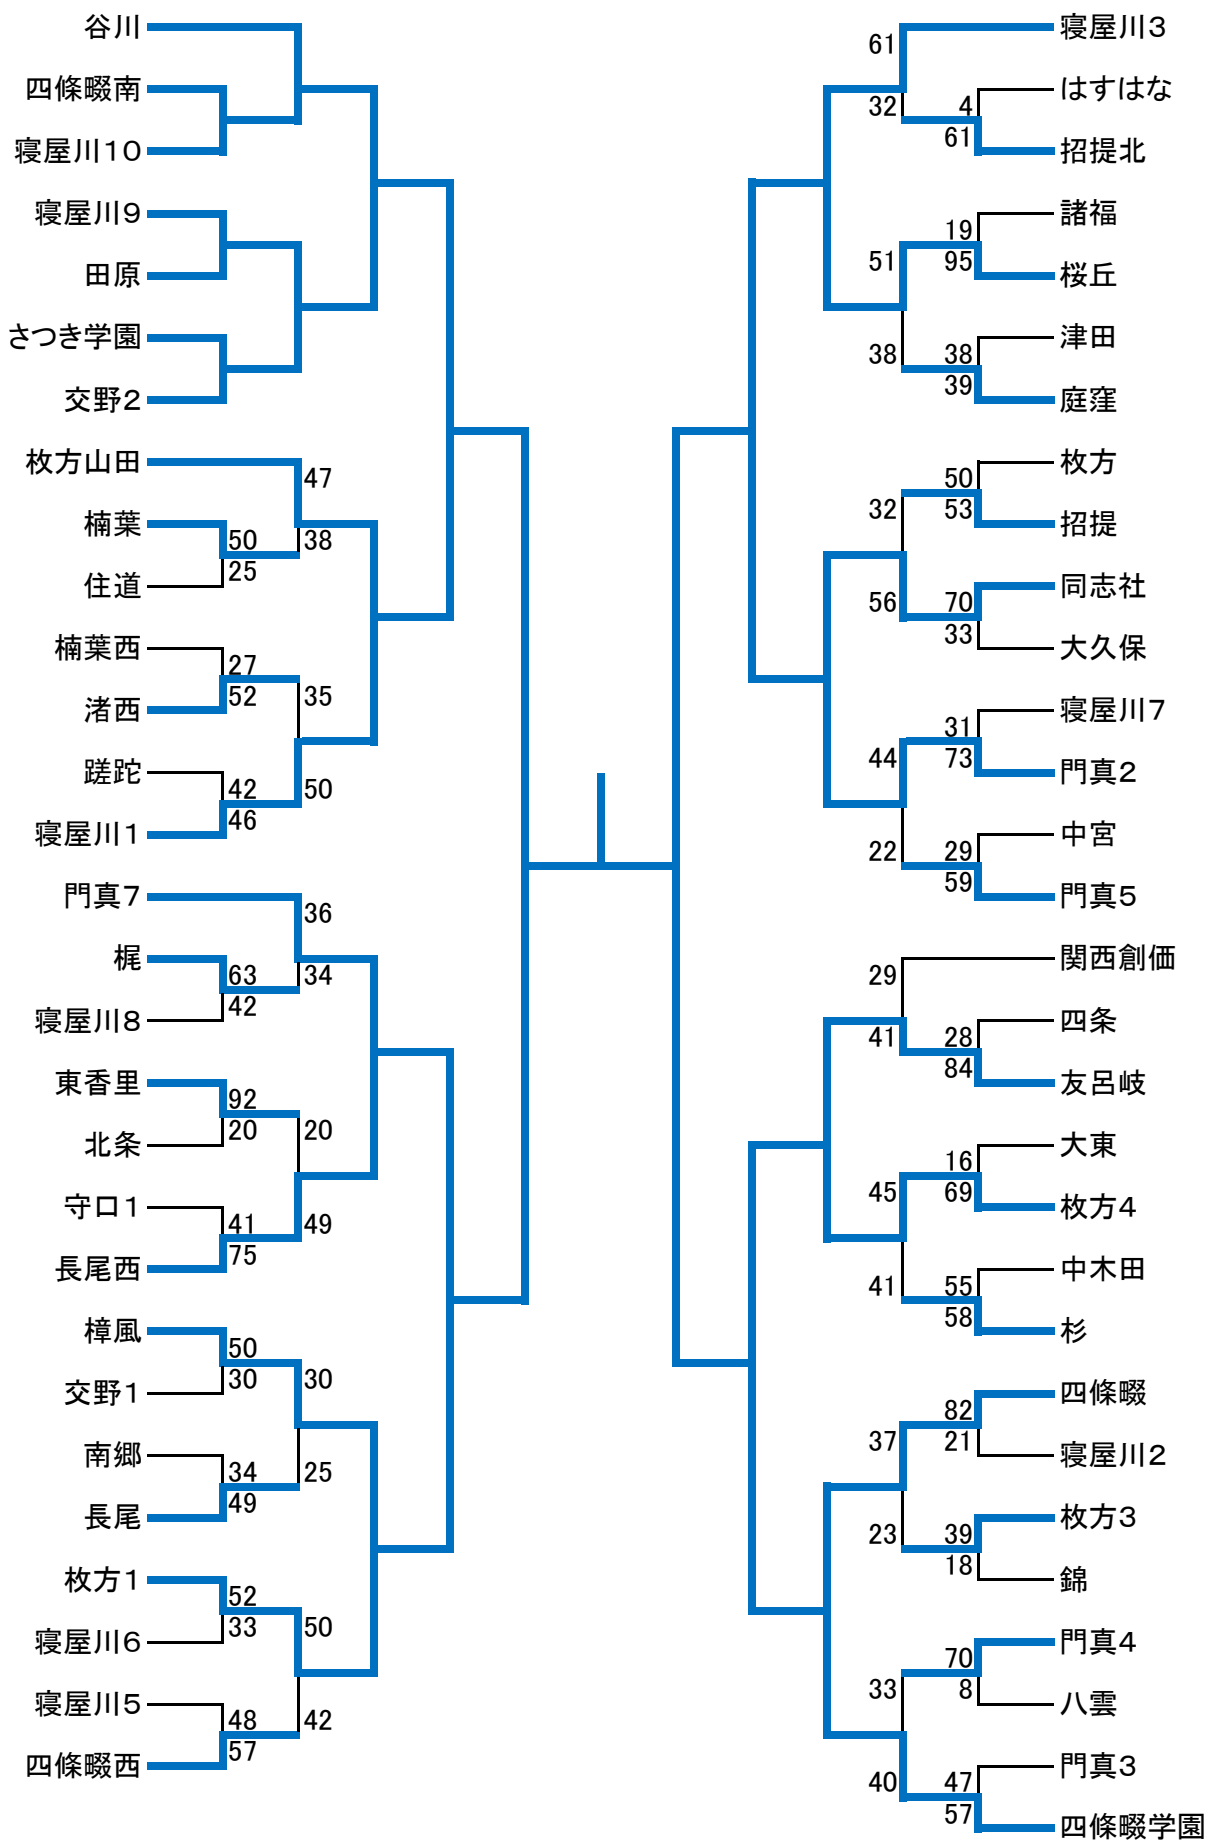 谷川
四條畷南
寝屋川10
寝屋川9
田原
さつき学園
交野2
枚方山田
47
楠葉
50
38
25
住道
楠葉西
27
52
35
渚西
蹉跎
42
50
46
寝屋川1
門真7
36
梶
63
34
42
寝屋川8
東香里
92
20
20
北条
守口1
41
49
75
長尾西
樟風
50
30
30
交野1
南郷
34
25
49
長尾
枚方1
52
33
50
寝屋川6
寝屋川5
48
42
57
四條畷西
寝屋川3
61
はすはな
32
4
61
招提北
諸福
19
51
95
桜丘
津田
38
38
39
庭窪
枚方
50
32
53
招提
同志社
56
70
33
大久保
寝屋川7
31
44
73
門真2
中宮
22
29
59
門真5
関西創価
29
四条
41
28
84
友呂岐
大東
16
45
69
枚方4
中木田
41
55
58
杉
四條畷
82
37
21
寝屋川2
枚方3
23
39
18
錦
門真4
70
33
8
八雲
門真3
40
47
57
四條畷学園